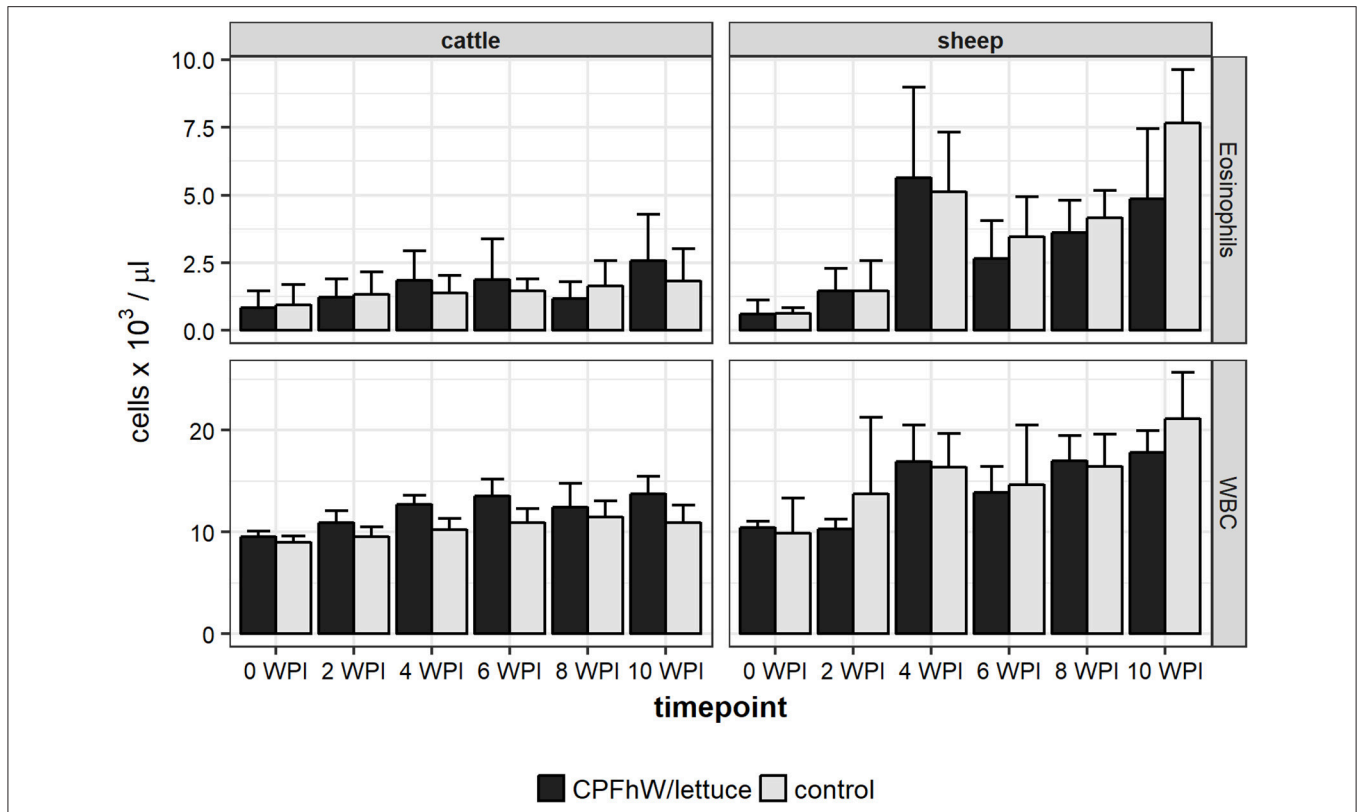 cattle sheep
10.0
7.5
5.0
2.5
0.0
Eosinophils
cells x 10³ / μl
20
10
0
WBC
0 WPI 2 WPI 4 WPI 6 WPI 8 WPI 10 WPI 0 WPI 2 WPI 4 WPI 6 WPI 8 WPI 10 WPI
timepoint
CPFhW/lettuce control